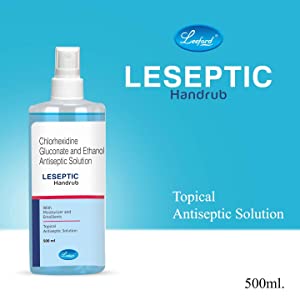 Leeford
LESEPTIC
Handrub
Chlorhexidine
Gluconate and Ethanol
Antiseptic Solution
LESEPTIC
Handrub
With
Moisturizer and
Emollients
Topical
Antiseptic Solution
500 ml
Leeford
Topical
Antiseptic Solution
500ml.